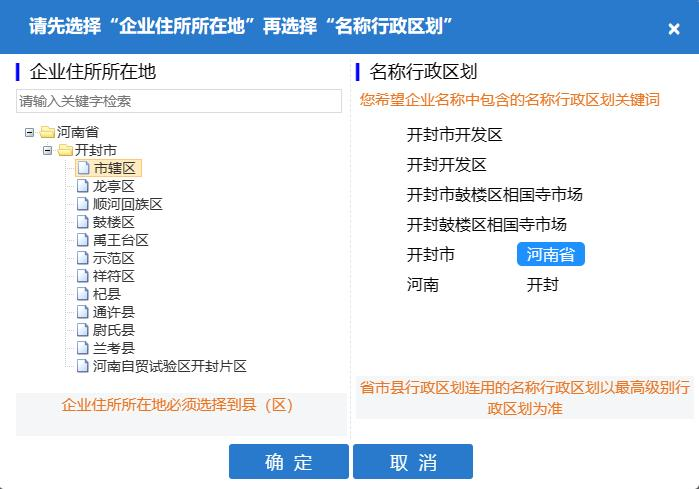 请先选择“企业住所所在地”再选择“名称行政区划”
×
企业住所所在地
请输入关键字检索
河南省
开封市
市辖区
龙亭区
顺河回族区
鼓楼区
禹王台区
示范区
祥符区
杞县
通许县
尉氏县
兰考县
河南自贸试验区开封片区
企业住所所在地必须选择到县（区）
名称行政区划
您希望企业名称中包含的名称行政区划关键词
开封市开发区
开封开发区
开封市鼓楼区相国寺市场
开封鼓楼区相国寺市场
开封市 河南省
河南 开封
省市县行政区划连用的名称行政区划以最高级别行
政区划为准
确 定 取 消